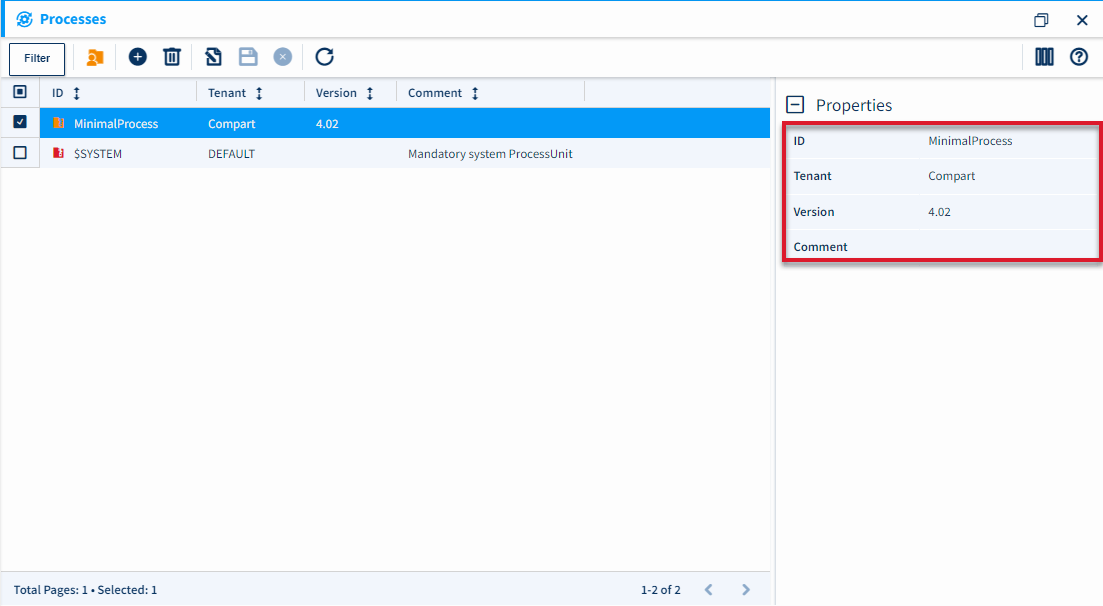 Processes
Filter
ID Tenant Version Comment
MinimalProcess Compart 4.02
$SYSTEM DEFAULT Mandatory system ProcessUnit
Properties
ID MinimalProcess
Tenant Compart
Version 4.02
Comment
Total Pages: 1 • Selected: 1
1-2 of 2